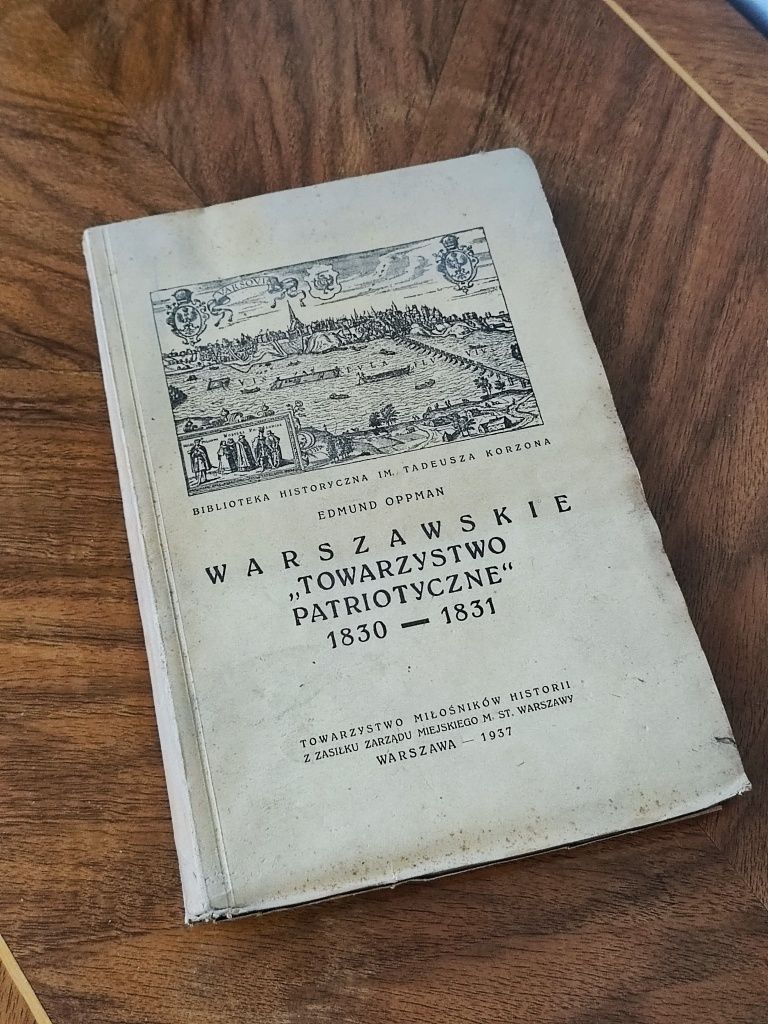 VARSOVIA
BIBLIOTEKA HISTORYCZNA IM. TADEUSZA KORZONA
EDMUND OPPMAN
WARSZAWSKIE
„TOWARZYSTWO
PATRIOTYCZNE“
1830 — 1831
TOWARZYSTWO MIŁOŚNIKÓW HISTORII
Z ZASIŁKU ZARZĄDU MIEJSKIEGO M. ST. WARSZAWY
WARSZAWA — 1937